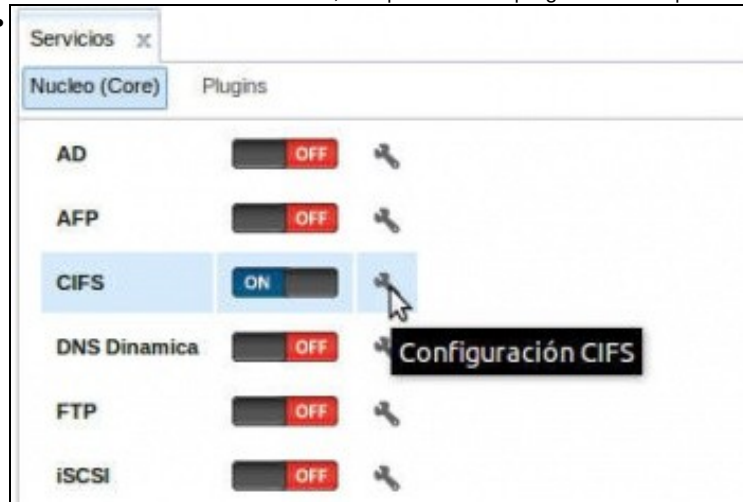 Servicios x
Nucleo (Core) Plugins
AD OFF
AFP OFF
CIFS ON
Configuración CIFS
DNS Dinamica OFF
FTP OFF
iSCSI OFF